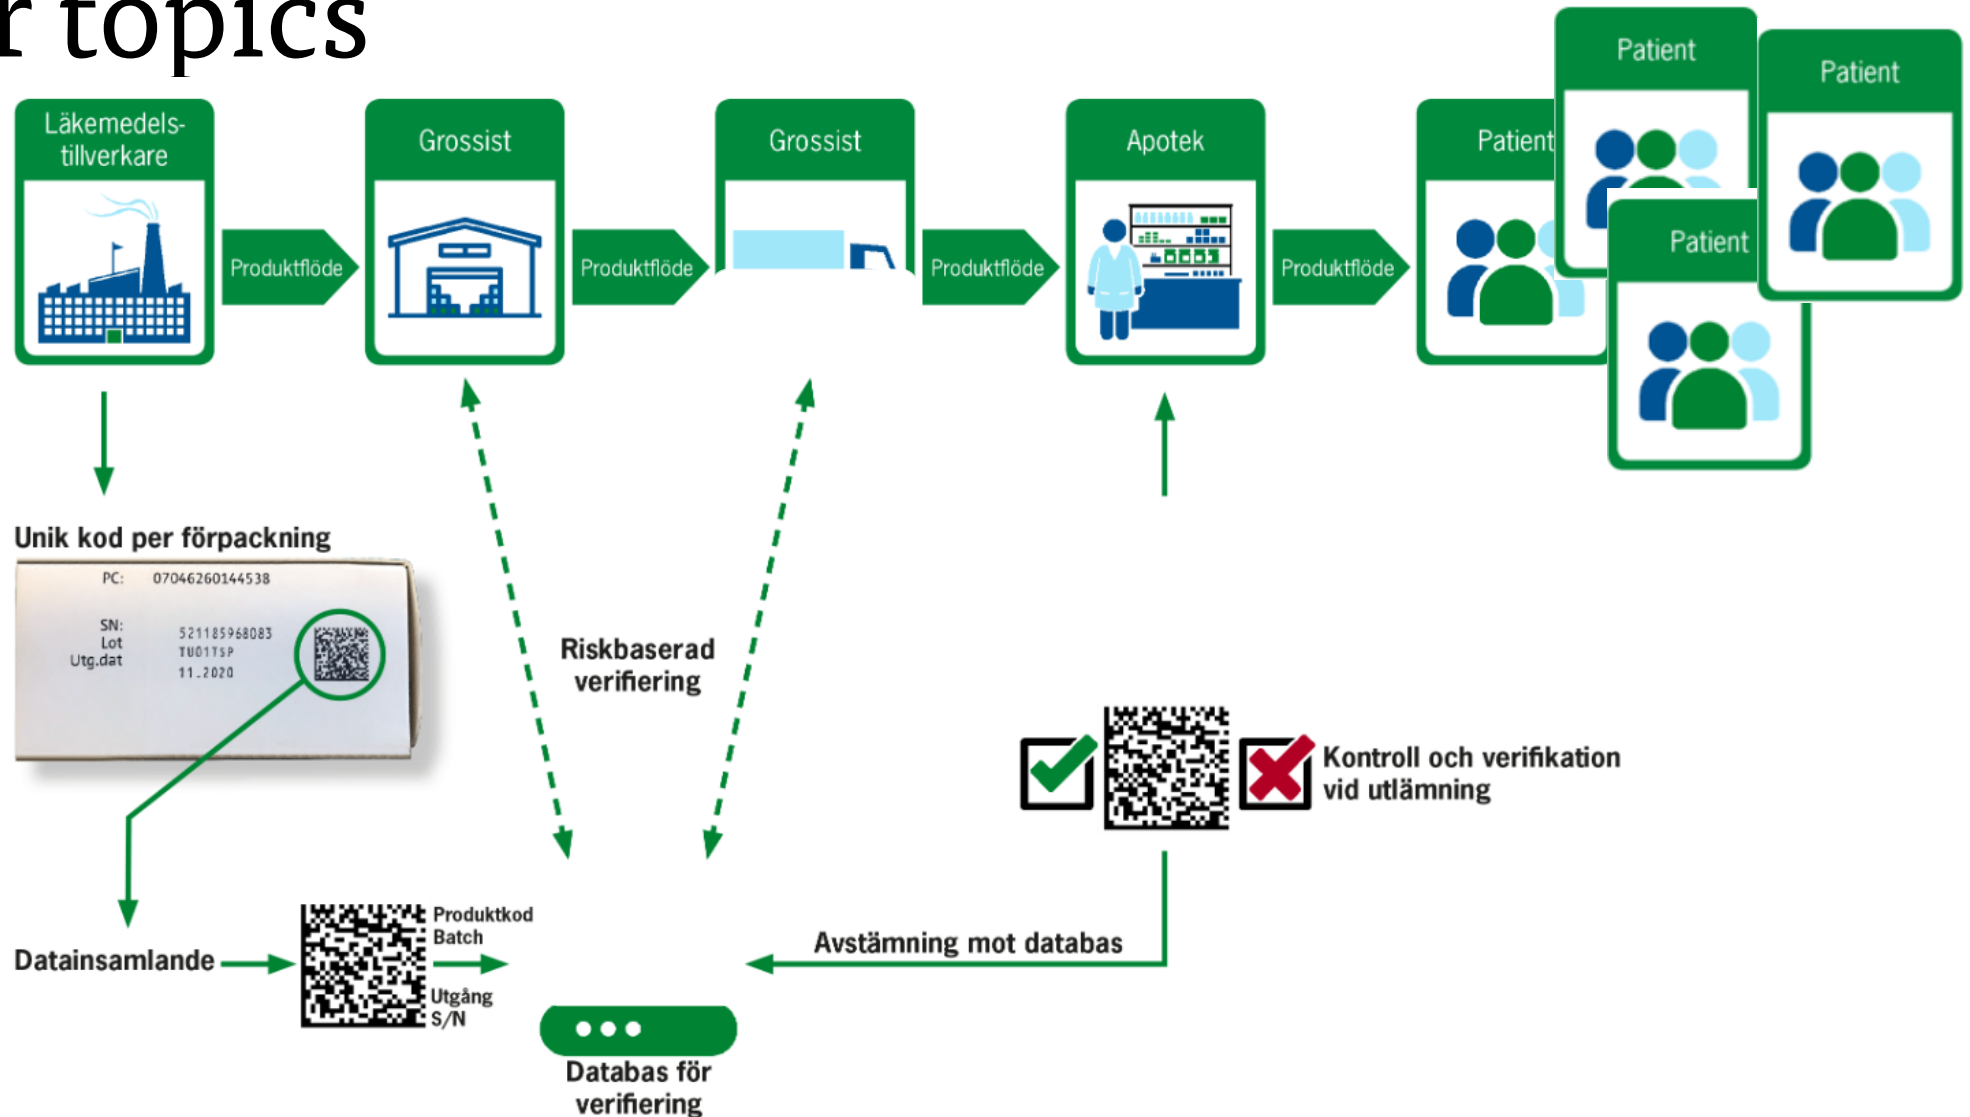 r topics
Läkemedels-
tillverkare
Grossist
Grossist
Apotek
Patient
Patient
Patient
Patient
Produktflöde
Produktflöde
Produktflöde
Produktflöde
Unik kod per förpackning
PC: 07046260144538
SN: 521185968083
Lot TU01TSP
Utg.dat 11.2020
Riskbaserad
verifiering
Kontroll och verifikation
vid utlämning
Datainsamlande
Produktkod
Batch
Utgång
S/N
Avstämning mot databas
Databas för
verifiering